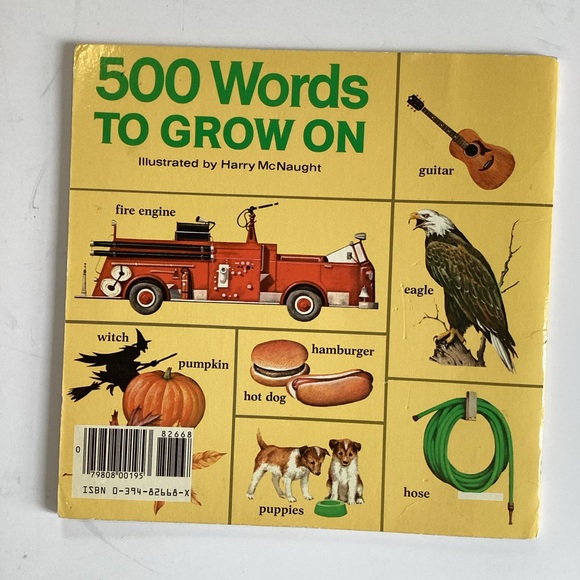 500 Words
TO GROW ON
Illustrated by Harry McNaught
guitar
fire engine
eagle
witch
pumpkin
hamburger
hot dog
puppies
hose
82668
0
79808 00195
ISBN 0-394-82668-X